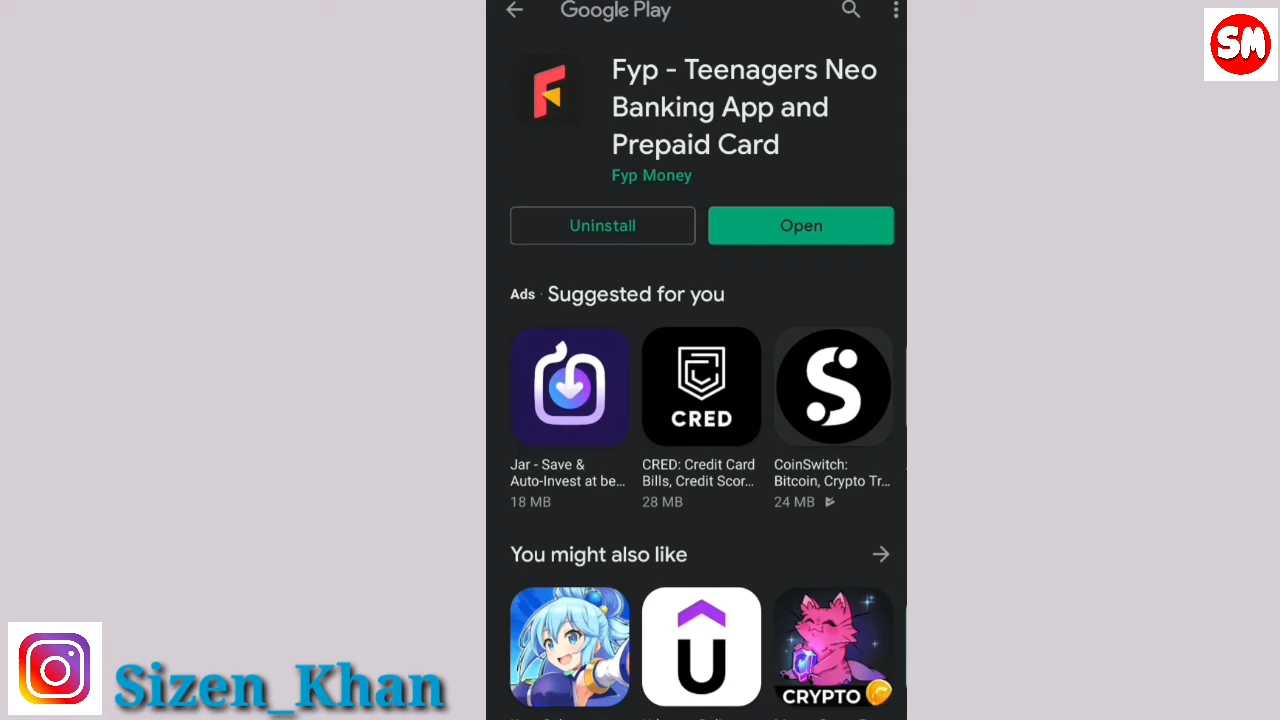 Google Play
SM
Fyp - Teenagers Neo
Banking App and
Prepaid Card
Fyp Money
Uninstall
Open
Ads · Suggested for you
CRED
Jar - Save &
Auto-Invest at be...
18 MB
CRED: Credit Card
Bills, Credit Scor...
28 MB
CoinSwitch:
Bitcoin, Crypto Tr...
24 MB
You might also like
CRYPTO
Sizen_Khan